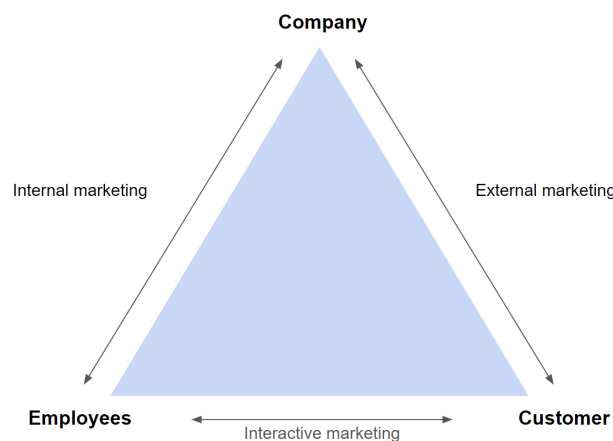 Company
Internal marketing
External marketing
Employees
Customer
Interactive marketing